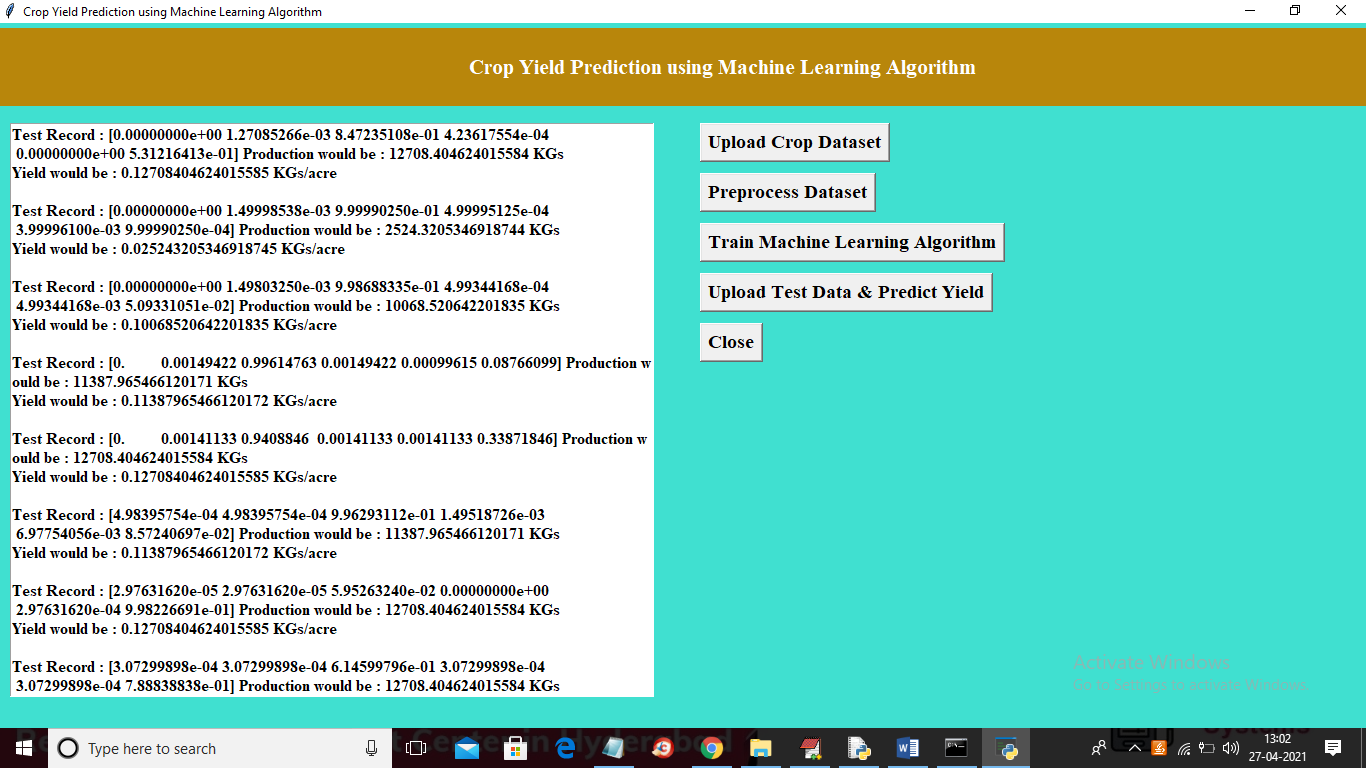 Crop Yield Prediction using Machine Learning Algorithm
Crop Yield Prediction using Machine Learning Algorithm
Test Record : [0.00000000e+00 1.27085266e-03 8.47235108e-01 4.23617554e-04
0.00000000e+00 5.31216413e-01] Production would be : 12708.404624015584 KGs
Yield would be : 0.12708404624015585 KGs/acre
Test Record : [0.00000000e+00 1.49998538e-03 9.99990250e-01 4.99995125e-04
3.99996100e-03 9.99990250e-04] Production would be : 2524.3205346918744 KGs
Yield would be : 0.025243205346918745 KGs/acre
Test Record : [0.00000000e+00 1.49803250e-03 9.98688335e-01 4.99344168e-04
4.99344168e-03 5.09331051e-02] Production would be : 10068.520642201835 KGs
Yield would be : 0.10068520642201835 KGs/acre
Test Record : [0. 0.00149422 0.99614763 0.00149422 0.00099615 0.08766099] Production w
ould be : 11387.965466120171 KGs
Yield would be : 0.11387965466120172 KGs/acre
Test Record : [0. 0.00141133 0.9408846 0.00141133 0.00141133 0.33871846] Production w
ould be : 12708.404624015584 KGs
Yield would be : 0.12708404624015585 KGs/acre
Test Record : [4.98395754e-04 4.98395754e-04 9.96293112e-01 1.49518726e-03
6.97754056e-03 8.57240697e-02] Production would be : 11387.965466120171 KGs
Yield would be : 0.11387965466120172 KGs/acre
Test Record : [2.97631620e-05 2.97631620e-05 5.95263240e-02 0.00000000e+00
2.97631620e-04 9.98226691e-01] Production would be : 12708.404624015584 KGs
Yield would be : 0.12708404624015585 KGs/acre
Test Record : [3.07299898e-04 3.07299898e-04 6.14599796e-01 3.07299898e-04
3.07299898e-04 7.88838838e-01] Production would be : 12708.404624015584 KGs
Upload Crop Dataset
Preprocess Dataset
Train Machine Learning Algorithm
Upload Test Data & Predict Yield
Close
Activate Windows
Go to Settings to activate Windows.
Type here to search
Center in Hyderabad
Systems
13:02
27-04-2021